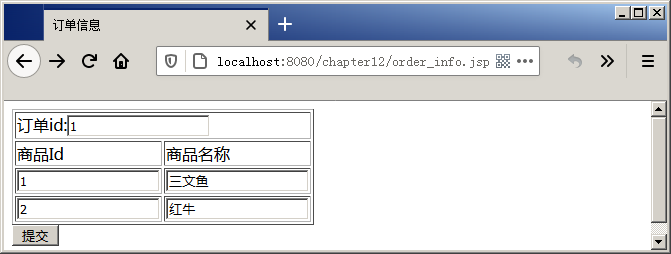 订单信息
localhost:8080/chapter12/order_info.jsp
订单id:1
商品Id 商品名称
1 三文鱼
2 红牛
提交